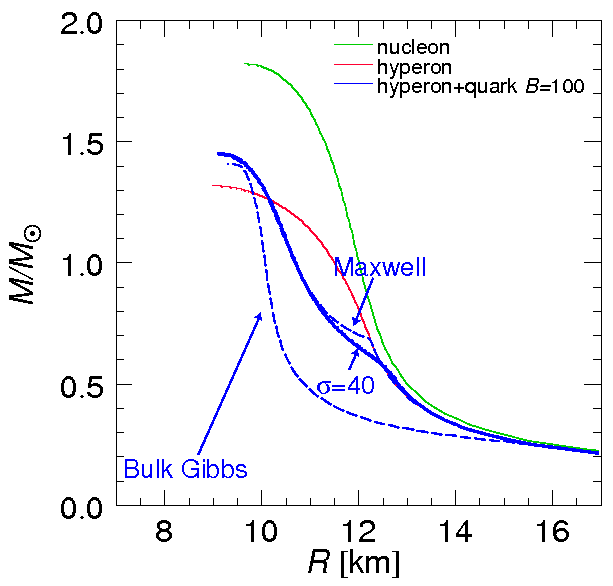 2.0
1.5
1.0
0.5
0.0
M/M☉
nucleon
hyperon
hyperon+quark B=100
Maxwell
σ=40
Bulk Gibbs
8 10 12 14 16
R [km]